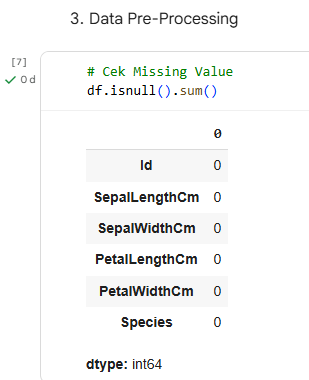 3. Data Pre-Processing
[7]
0 d
# Cek Missing Value
df.isnull().sum()
0
Id 0
SepalLengthCm 0
SepalWidthCm 0
PetalLengthCm 0
PetalWidthCm 0
Species 0
dtype: int64